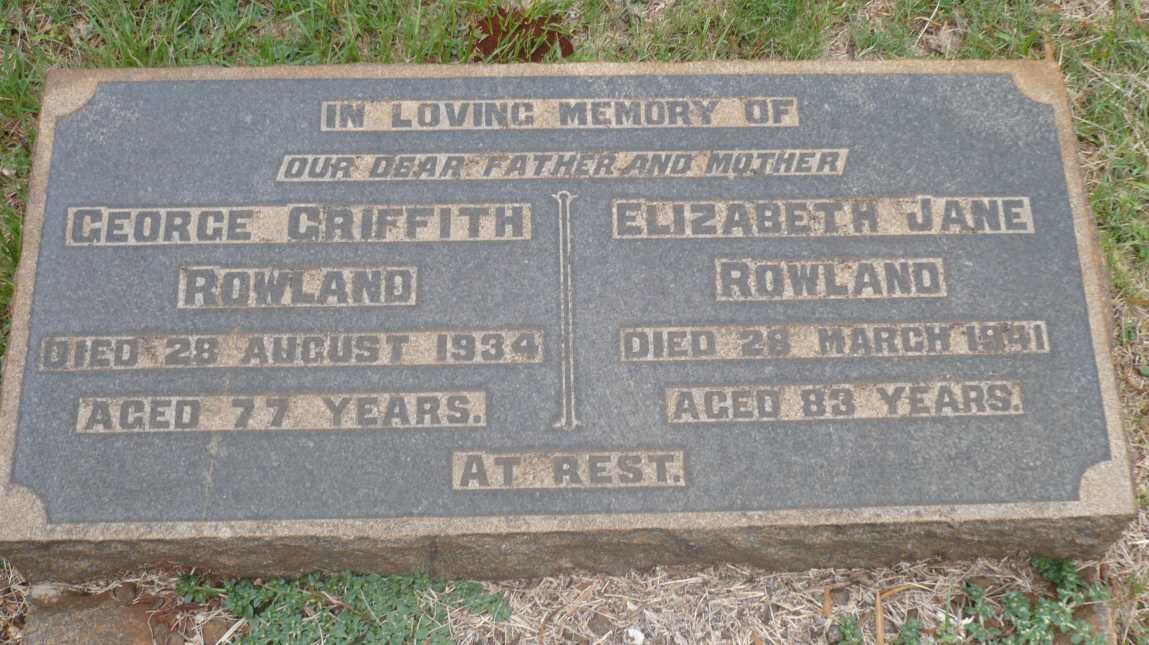 IN LOVING MEMORY OF
OUR DEAR FATHER AND MOTHER
GEORGE GRIFFITH
ROWLAND
DIED 28 AUGUST 1934
AGED 77 YEARS.
ELIZABETH JANE
ROWLAND
DIED 28 MARCH 1941
AGED 83 YEARS.
AT REST.